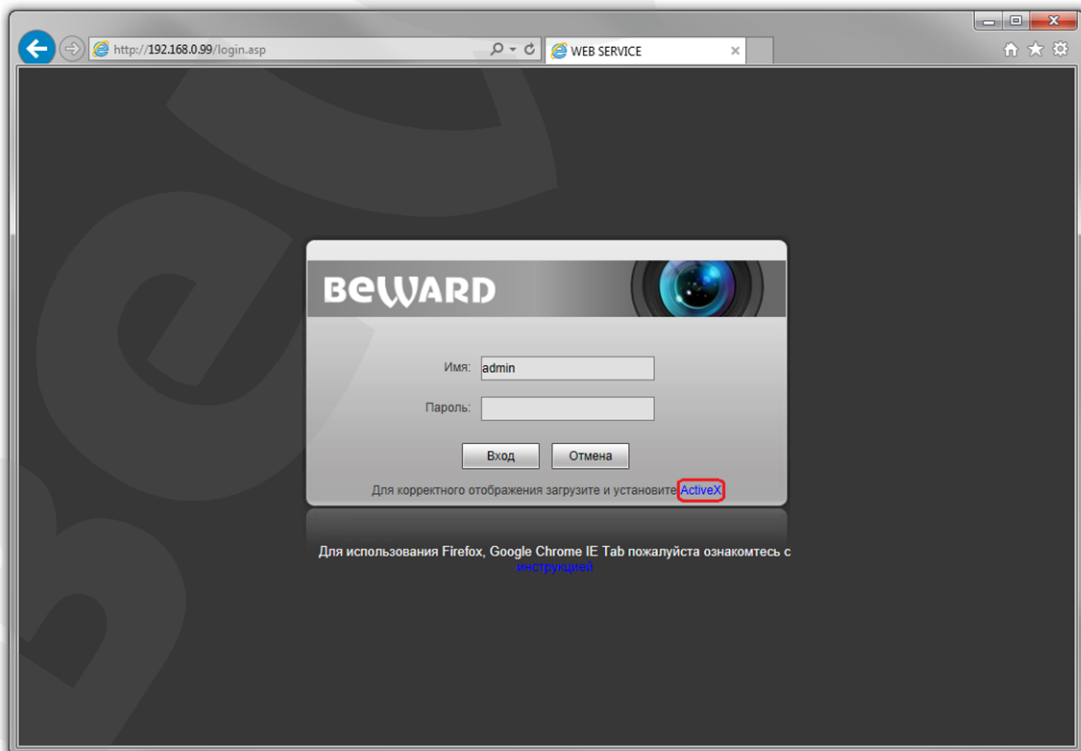 http://192.168.0.99/login.asp
WEB SERVICE
BEWARD
Имя: admin
Пароль:
Вход Отмена
Для корректного отображения загрузите и установите ActiveX
Для использования Firefox, Google Chrome IE Tab пожалуйста ознакомтесь с
инструкцией